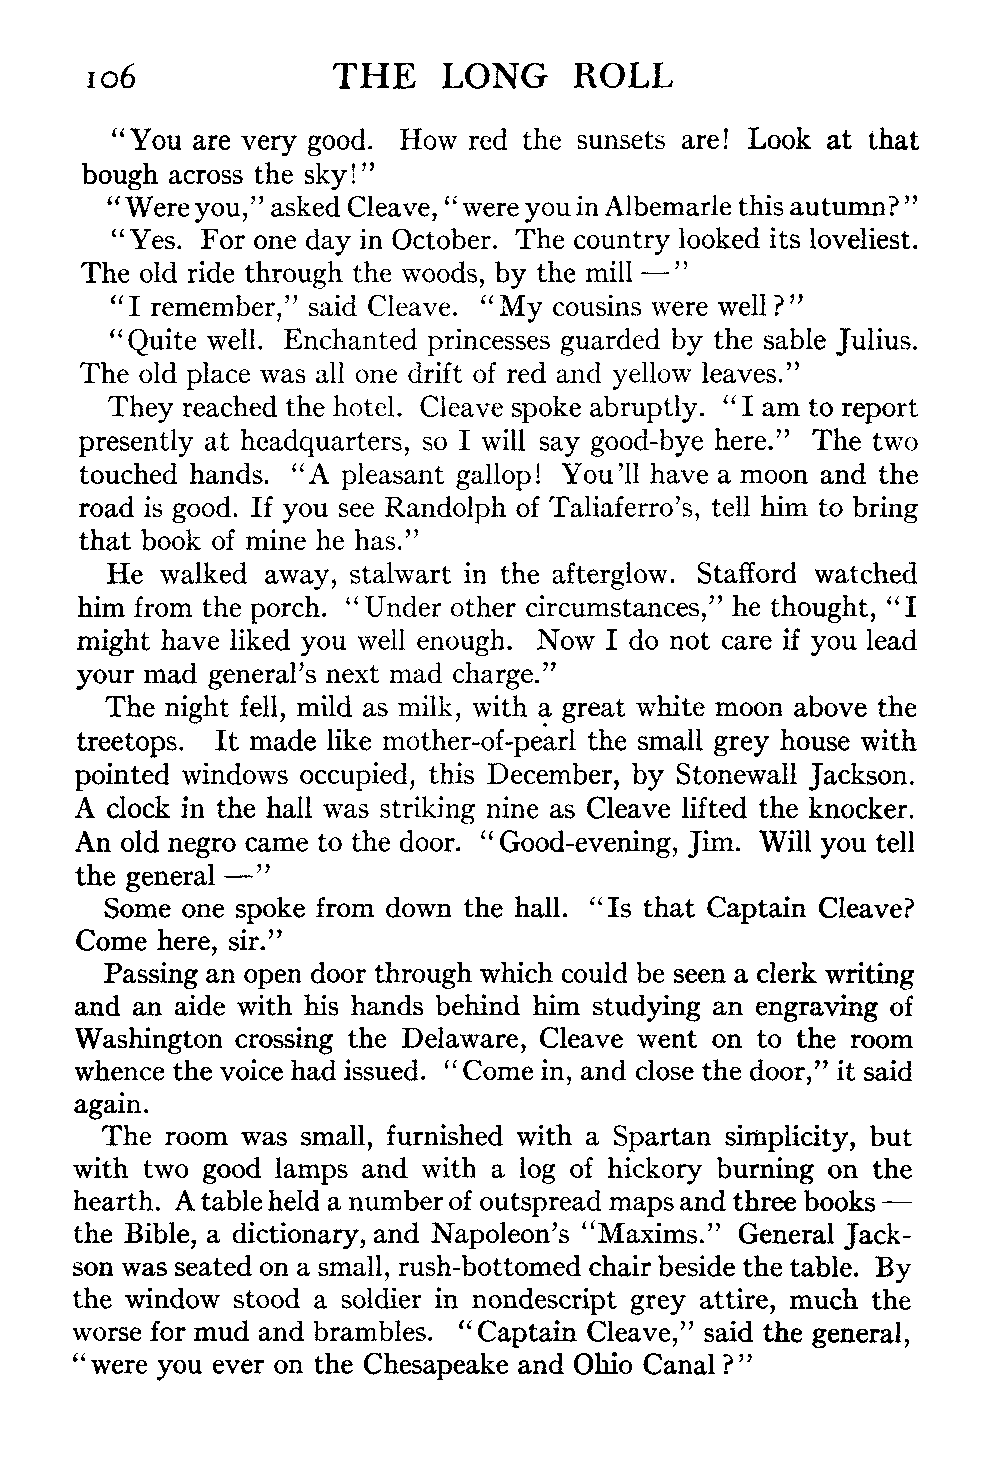 106 THE LONG ROLL
"You are very good. How red the sunsets are! Look at that
bough across the sky!"
"Were you," asked Cleave, "were you in Albemarle this autumn?"
"Yes. For one day in October. The country looked its loveliest.
The old ride through the woods, by the mill —"
"I remember," said Cleave. "My cousins were well?"
"Quite well. Enchanted princesses guarded by the sable Julius.
The old place was all one drift of red and yellow leaves."
They reached the hotel. Cleave spoke abruptly. "I am to report
presently at headquarters, so I will say good-bye here." The two
touched hands. "A pleasant gallop! You'll have a moon and the
road is good. If you see Randolph of Taliaferro's, tell him to bring
that book of mine he has."
He walked away, stalwart in the afterglow. Stafford watched
him from the porch. "Under other circumstances," he thought, "I
might have liked you well enough. Now I do not care if you lead
your mad general's next mad charge."
The night fell, mild as milk, with a great white moon above the
treetops. It made like mother-of-pearl the small grey house with
pointed windows occupied, this December, by Stonewall Jackson.
A clock in the hall was striking nine as Cleave lifted the knocker.
An old negro came to the door. "Good-evening, Jim. Will you tell
the general —"
Some one spoke from down the hall. "Is that Captain Cleave?
Come here, sir."
Passing an open door through which could be seen a clerk writing
and an aide with his hands behind him studying an engraving of
Washington crossing the Delaware, Cleave went on to the room
whence the voice had issued. "Come in, and close the door," it said
again.
The room was small, furnished with a Spartan simplicity, but
with two good lamps and with a log of hickory burning on the
hearth. A table held a number of outspread maps and three books —
the Bible, a dictionary, and Napoleon's "Maxims." General Jack-
son was seated on a small, rush-bottomed chair beside the table. By
the window stood a soldier in nondescript grey attire, much the
worse for mud and brambles. "Captain Cleave," said the general,
"were you ever on the Chesapeake and Ohio Canal?"